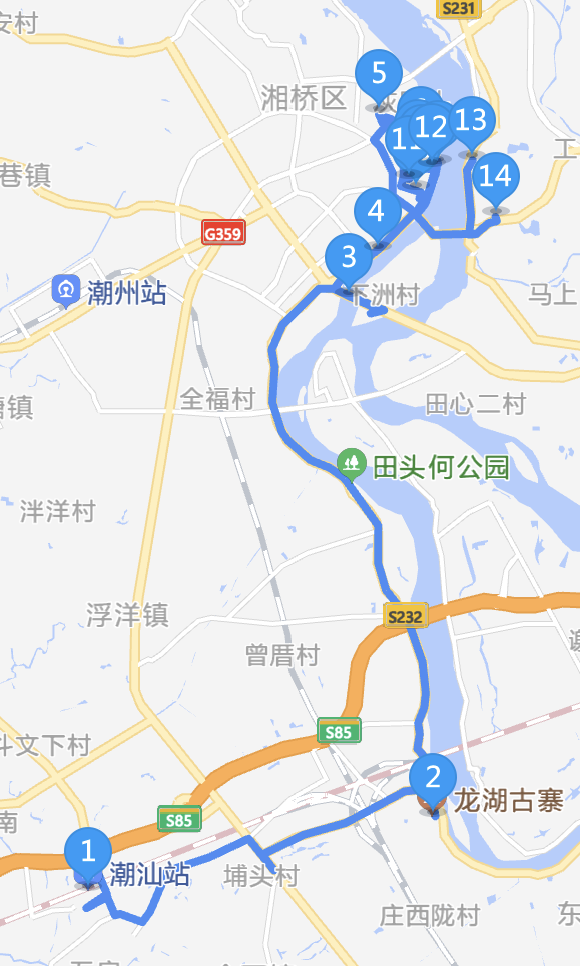 S231
安村
5
湘桥区
12
13
11
工
巷镇
14
4
G359
3
潮州站
下洲村
马上
全福村
田心二村
塘镇
田头何公园
泮洋村
浮洋镇
S232
曾厝村
S85
斗文下村
2
龙湖古寨
S85
南
1
潮汕站
埔头村
庄西陇村
东